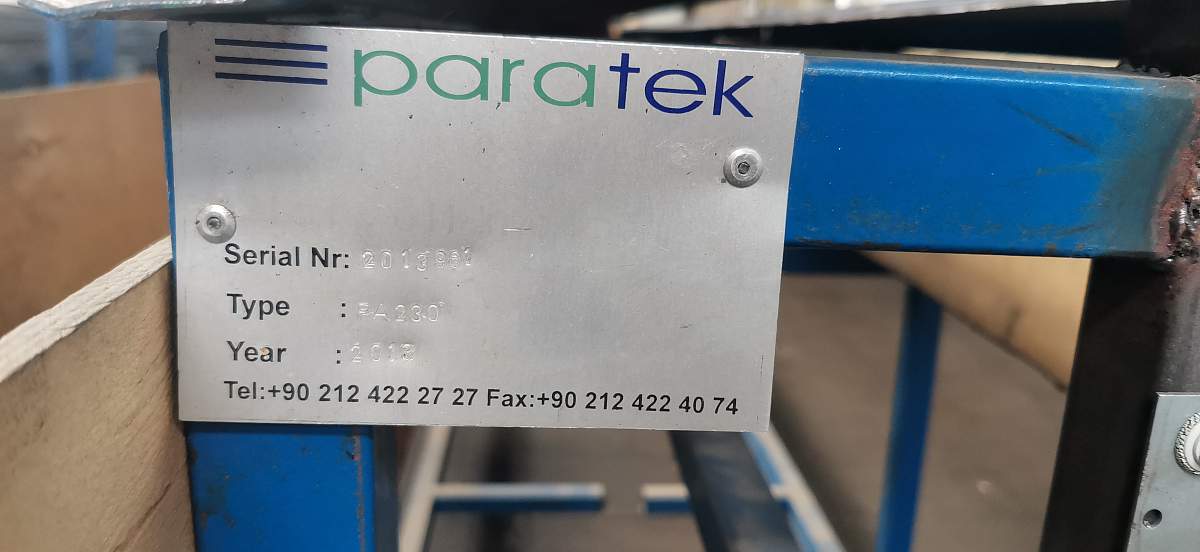 paratek
Serial Nr:
Type :
Year :
Tel:+90 212 422 27 27 Fax:+90 212 422 40 74